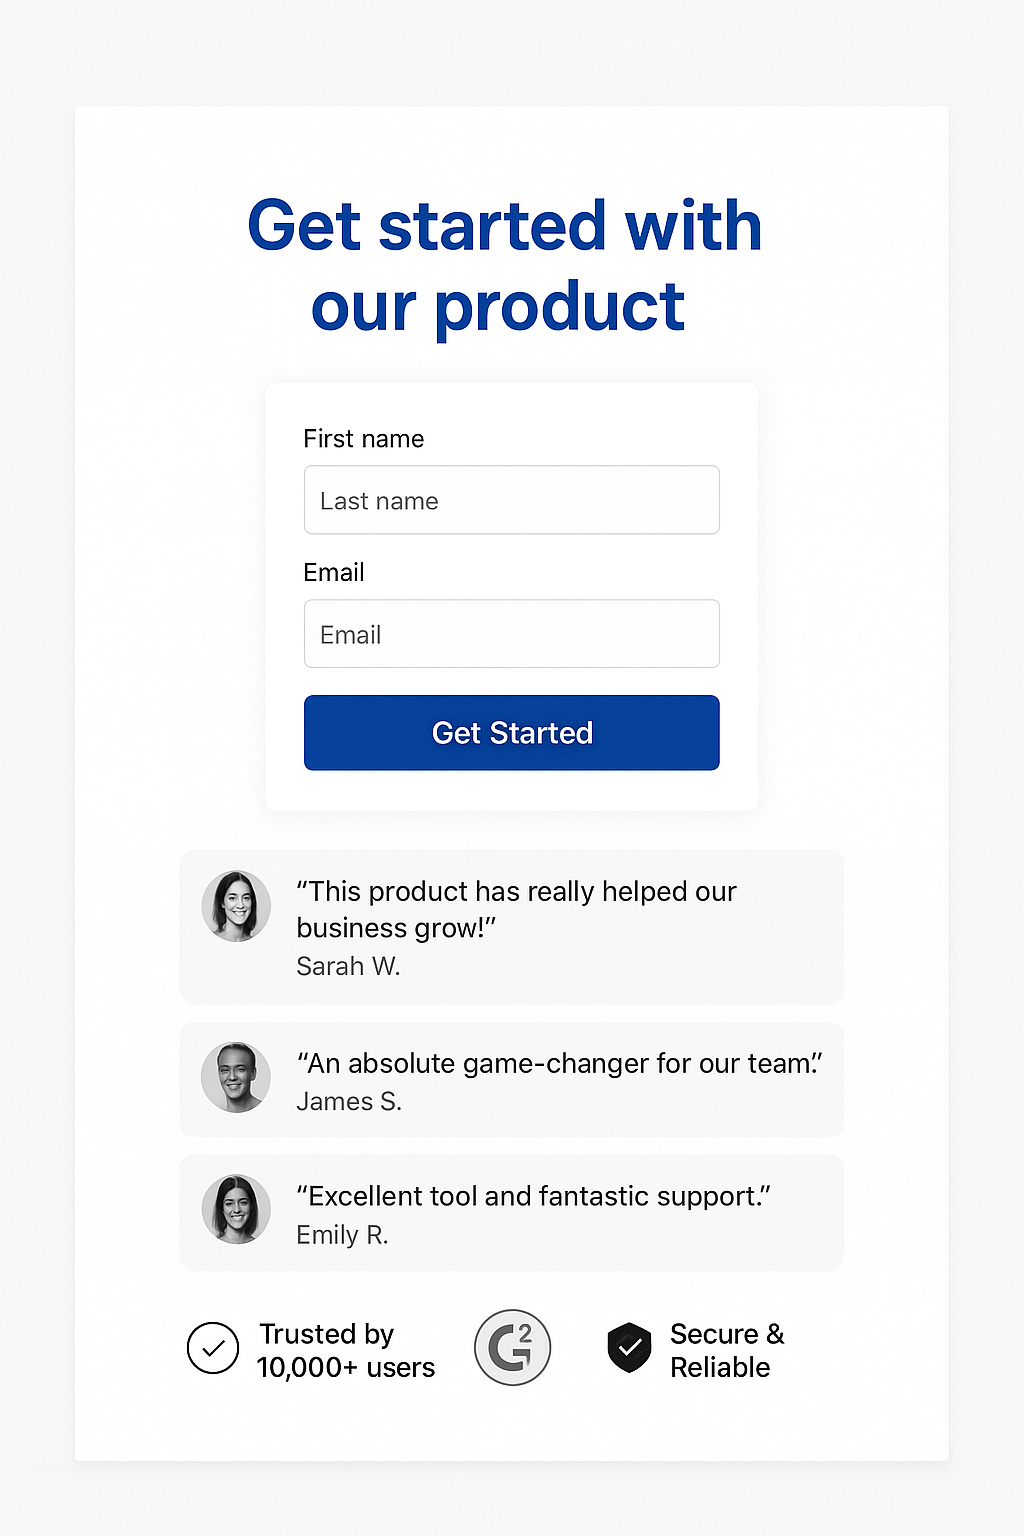 Get started with
our product
First name
Last name
Email
Email
Get Started
“This product has really helped our
business grow!”
Sarah W.
“An absolute game-changer for our team.”
James S.
“Excellent tool and fantastic support.”
Emily R.
Trusted by
10,000+ users
G2
Secure &
Reliable